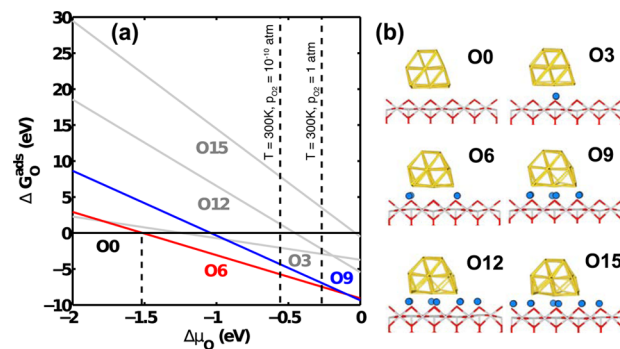 (a)
30
25
20
15
10
5
0
-5
-10
Δ G_O^ads (eV)
T = 300K, p_O2 = 10^-10 atm
T = 300K, p_O2 = 1 atm
O15
O12
O0
O6
O3
O9
-2
-1.5
-1
-0.5
0
Δμ_O (eV)
(b)
O0
O3
O6
O9
O12
O15